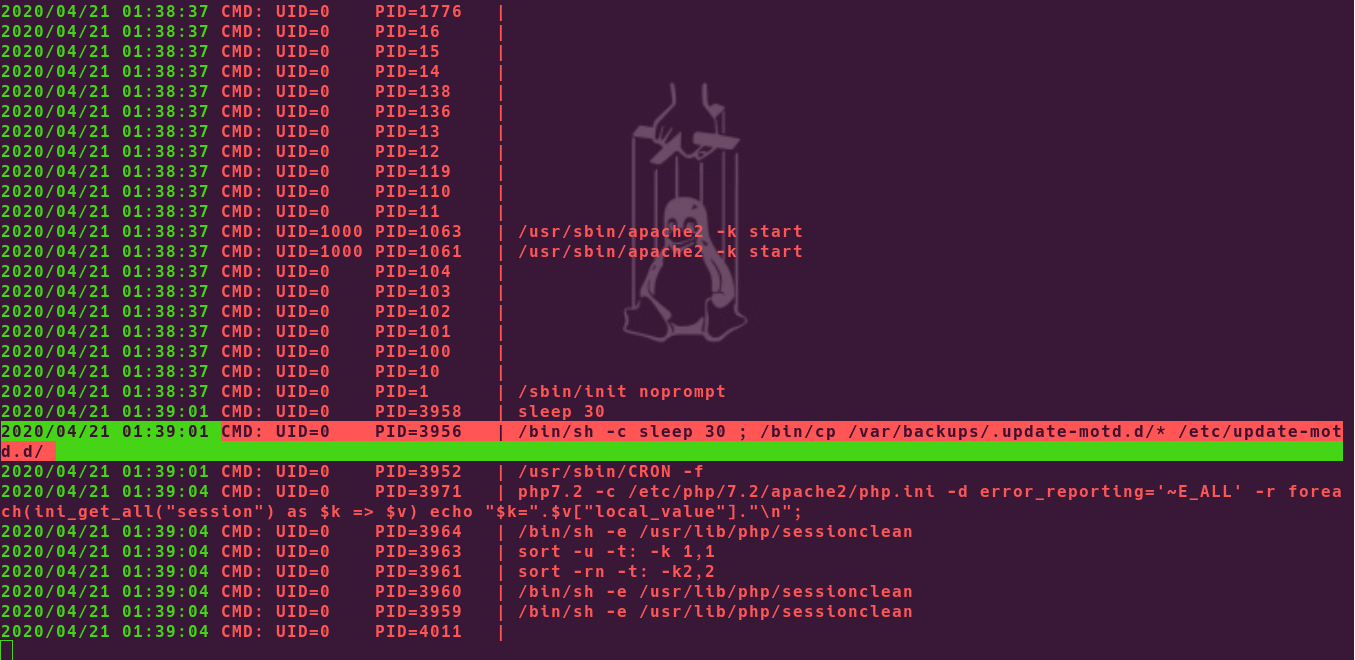 2020/04/21 01:38:37 CMD: UID=0    PID=1776   |
2020/04/21 01:38:37 CMD: UID=0    PID=16     |
2020/04/21 01:38:37 CMD: UID=0    PID=15     |
2020/04/21 01:38:37 CMD: UID=0    PID=14     |
2020/04/21 01:38:37 CMD: UID=0    PID=138    |
2020/04/21 01:38:37 CMD: UID=0    PID=136    |
2020/04/21 01:38:37 CMD: UID=0    PID=13     |
2020/04/21 01:38:37 CMD: UID=0    PID=12     |
2020/04/21 01:38:37 CMD: UID=0    PID=119    |
2020/04/21 01:38:37 CMD: UID=0    PID=110    |
2020/04/21 01:38:37 CMD: UID=0    PID=11     |
2020/04/21 01:38:37 CMD: UID=1000 PID=1063   | /usr/sbin/apache2 -k start
2020/04/21 01:38:37 CMD: UID=1000 PID=1061   | /usr/sbin/apache2 -k start
2020/04/21 01:38:37 CMD: UID=0    PID=104    |
2020/04/21 01:38:37 CMD: UID=0    PID=103    |
2020/04/21 01:38:37 CMD: UID=0    PID=102    |
2020/04/21 01:38:37 CMD: UID=0    PID=101    |
2020/04/21 01:38:37 CMD: UID=0    PID=100    |
2020/04/21 01:38:37 CMD: UID=0    PID=10     |
2020/04/21 01:38:37 CMD: UID=0    PID=1      | /sbin/init noprompt
2020/04/21 01:39:01 CMD: UID=0    PID=3958   | sleep 30
2020/04/21 01:39:01 CMD: UID=0    PID=3956   | /bin/sh -c sleep 30 ; /bin/cp /var/backups/.update-motd.d/* /etc/update-mot
d.d/
2020/04/21 01:39:01 CMD: UID=0    PID=3952   | /usr/sbin/CRON -f
2020/04/21 01:39:04 CMD: UID=0    PID=3971   | php7.2 -c /etc/php/7.2/apache2/php.ini -d error_reporting='~E_ALL' -r forea
ch(ini_get_all("session") as $k => $v) echo "$k=".$v["local_value"]."\n";
2020/04/21 01:39:04 CMD: UID=0    PID=3964   | /bin/sh -e /usr/lib/php/sessionclean
2020/04/21 01:39:04 CMD: UID=0    PID=3963   | sort -u -t: -k 1,1
2020/04/21 01:39:04 CMD: UID=0    PID=3961   | sort -rn -t: -k2,2
2020/04/21 01:39:04 CMD: UID=0    PID=3960   | /bin/sh -e /usr/lib/php/sessionclean
2020/04/21 01:39:04 CMD: UID=0    PID=3959   | /bin/sh -e /usr/lib/php/sessionclean
2020/04/21 01:39:04 CMD: UID=0    PID=4011   |